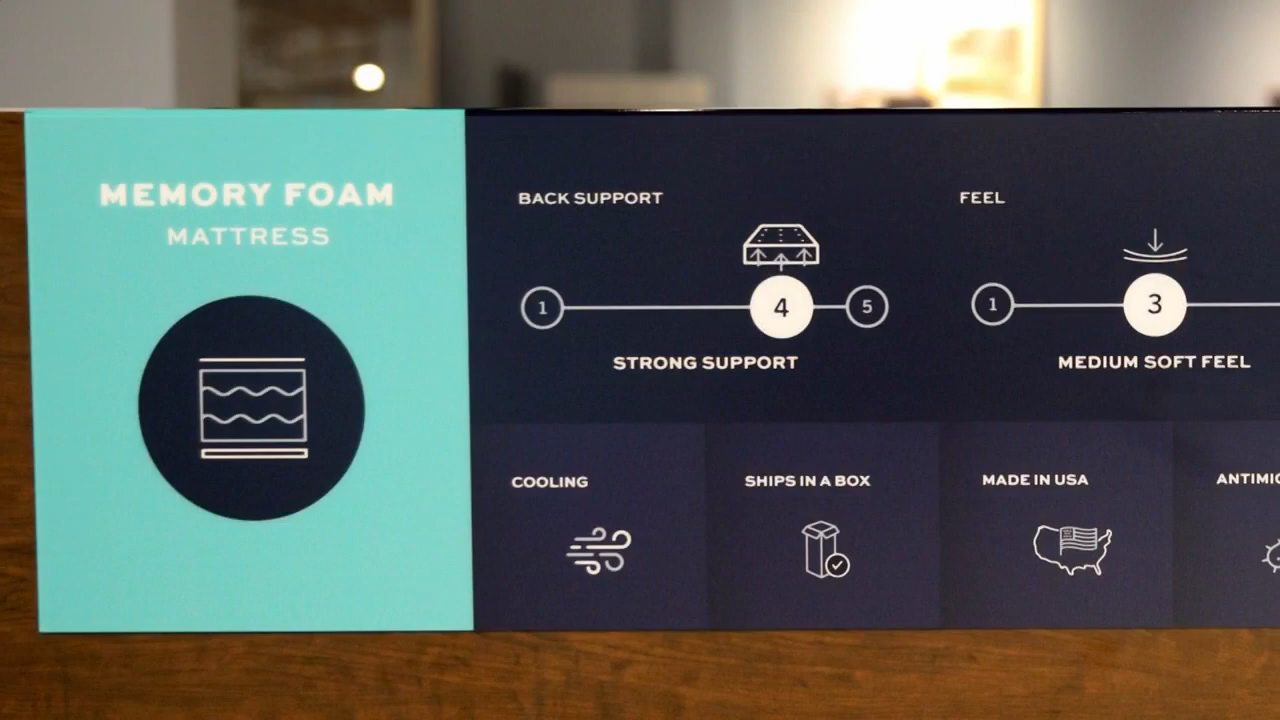 MEMORY FOAM
MATTRESS
BACK SUPPORT
1 4 5
STRONG SUPPORT
FEEL
1 3
MEDIUM SOFT FEEL
COOLING
SHIPS IN A BOX
MADE IN USA